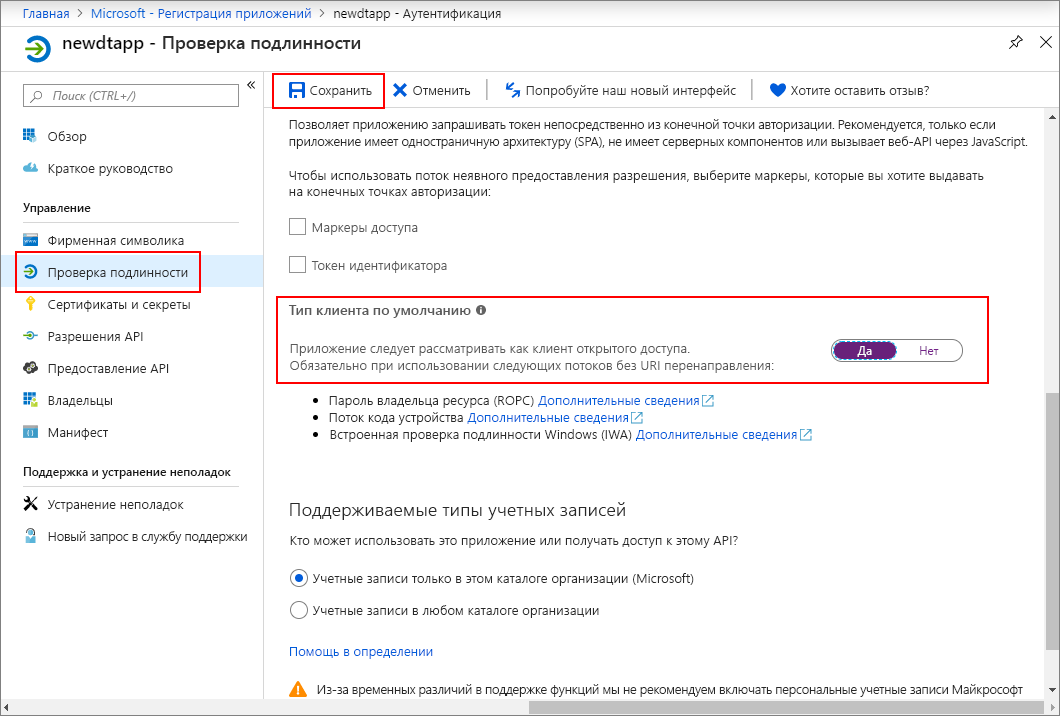 Главная > Microsoft - Регистрация приложений > newdtapp - Аутентификация
newdtapp - Проверка подлинности
Поиск (CTRL+/)
«
Обзор
Краткое руководство
Управление
Фирменная символика
Проверка подлинности
Сертификаты и секреты
Разрешения API
Предоставление API
Владельцы
Манифест
Поддержка и устранение неполадок
Устранение неполадок
Новый запрос в службу поддержки
Сохранить
Отменить
Попробуйте наш новый интерфейс
Хотите оставить отзыв?
Позволяет приложению запрашивать токен непосредственно из конечной точки авторизации. Рекомендуется, только если
приложение имеет одностраничную архитектуру (SPA), не имеет серверных компонентов или вызывает веб-API через JavaScript.
Чтобы использовать поток неявного предоставления разрешения, выберите маркеры, которые вы хотите выдавать
на конечных точках авторизации:
Маркеры доступа
Токен идентификатора
Тип клиента по умолчанию
Приложение следует рассматривать как клиент открытого доступа.
Обязательно при использовании следующих потоков без URI перенаправления:
Да Нет
• Пароль владельца ресурса (ROPC) Дополнительные сведения
• Поток кода устройства Дополнительные сведения
• Встроенная проверка подлинности Windows (IWA) Дополнительные сведения
Поддерживаемые типы учетных записей
Кто может использовать это приложение или получать доступ к этому API?
Учетные записи только в этом каталоге организации (Microsoft)
Учетные записи в любом каталоге организации
Помощь в определении
Из-за временных различий в поддержке функций мы не рекомендуем включать персональные учетные записи Майкрософт